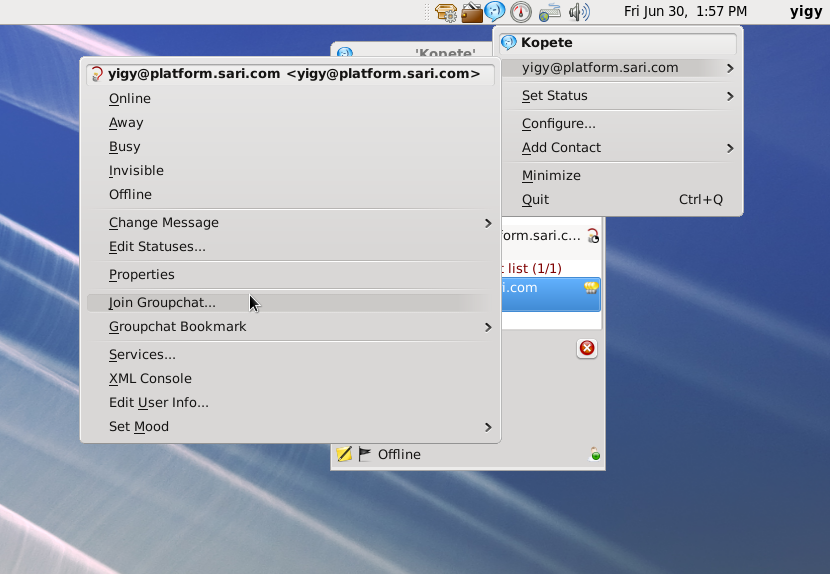 Fri Jun 30, 1:57 PM
yigy
'Kopete'
Kopete
yigy@platform.sari.com
Set Status
Configure...
Add Contact
Minimize
Quit Ctrl+Q
yigy@platform.sari.com <yigy@platform.sari.com>
Online
Away
Busy
Invisible
Offline
Change Message
Edit Statuses...
Properties
Join Groupchat...
Groupchat Bookmark
Services...
XML Console
Edit User Info...
Set Mood
form.sari.c...
t list (1/1)
ri.com
Offline